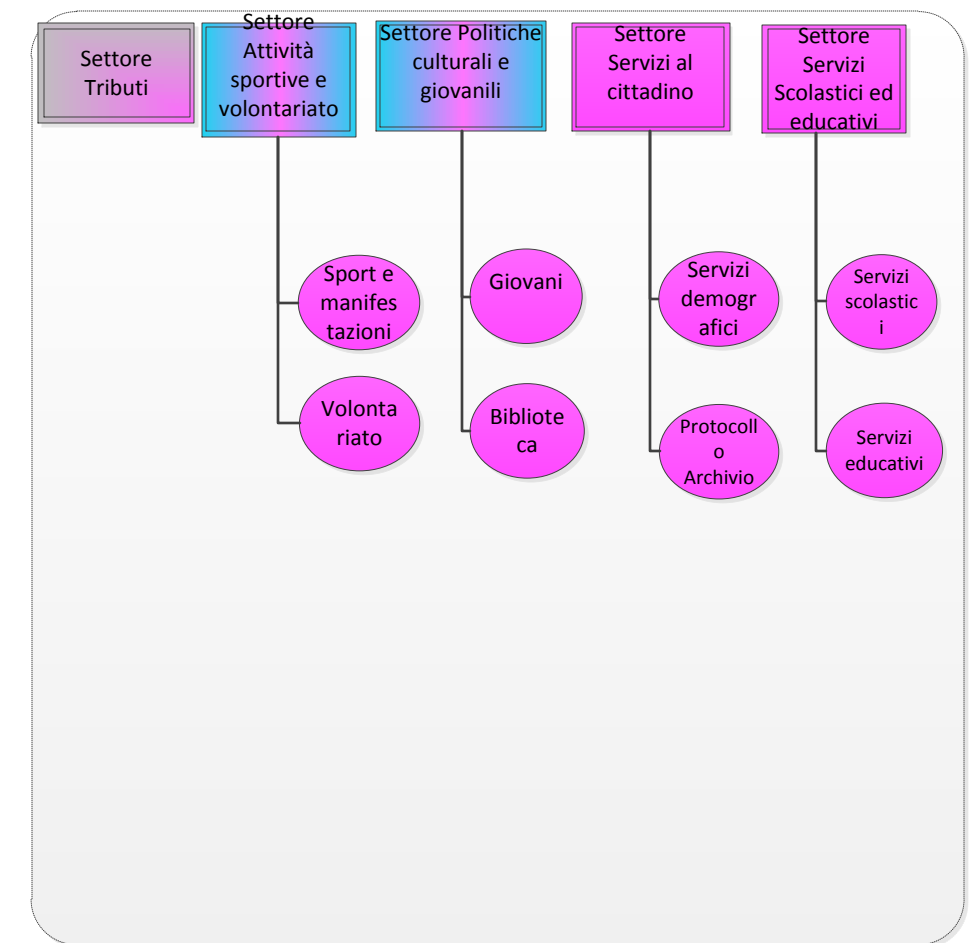 Settore
Tributi
Settore
Attività
sportive e
volontariato
Settore Politiche
culturali e
giovanili
Settore
Servizi al
cittadino
Settore
Servizi
Scolastici ed
educativi
Sport e
manifes
tazioni
Giovani
Servizi
demogr
afici
Servizi
scolastic
i
Volonta
riato
Bibliote
ca
Protocoll
o
Archivio
Servizi
educativi